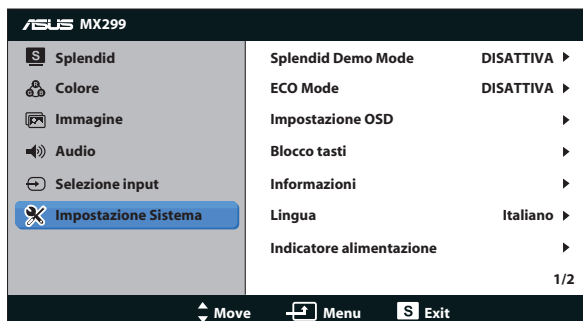 ASUS MX299
S Splendid
Colore
Immagine
Audio
Selezione input
Impostazione Sistema
Splendid Demo Mode DISATTIVA
ECO Mode DISATTIVA
Impostazione OSD
Blocco tasti
Informazioni
Lingua Italiano
Indicatore alimentazione
1/2
Move Menu S Exit